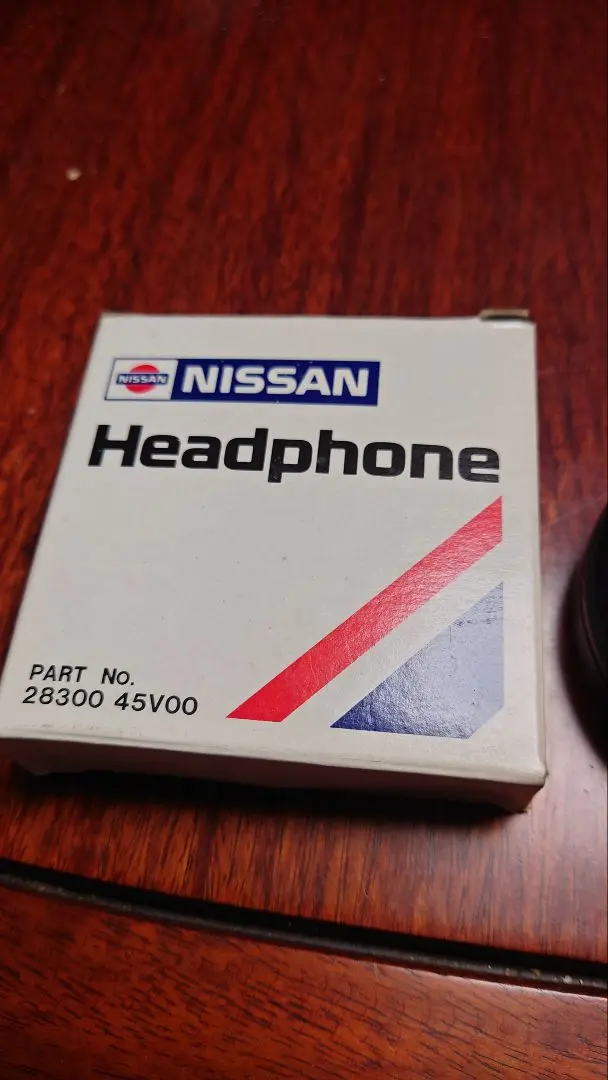 NISSAN NISSAN
Headphone
PART No.
28300 45V00